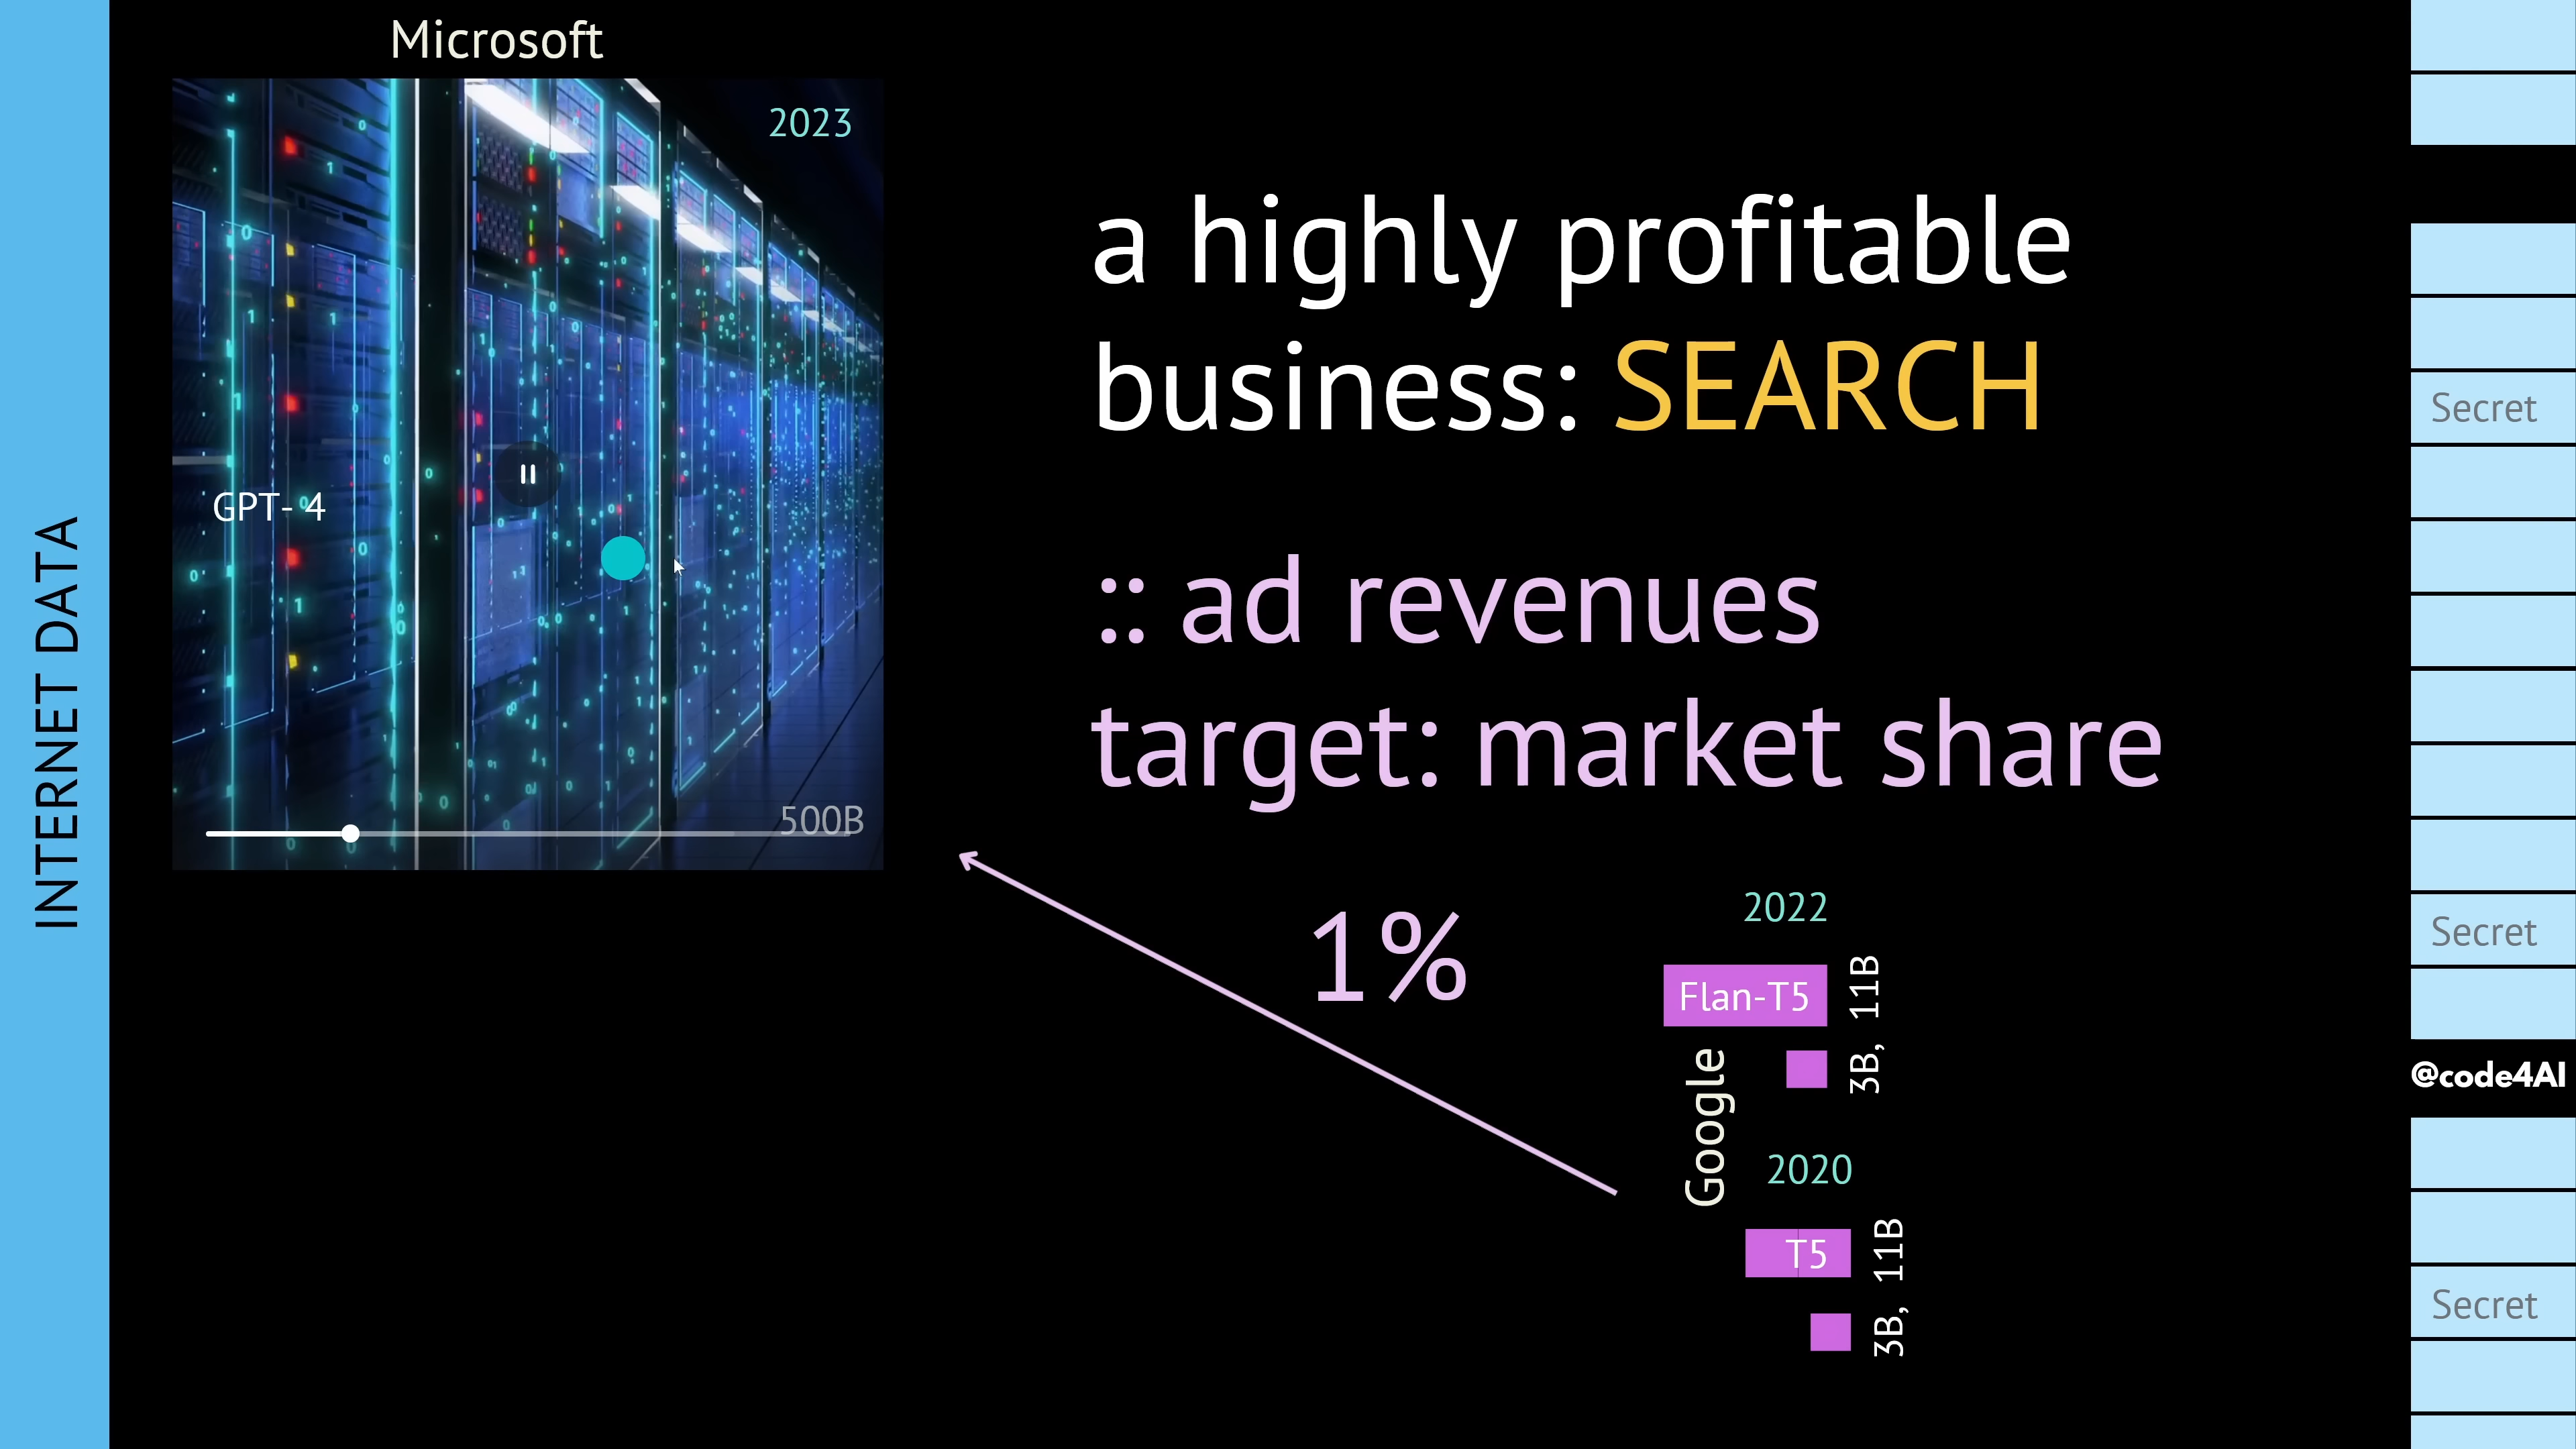 Microsoft
2023
GPT- 4
500B
INTERNET DATA
a highly profitable
business: SEARCH
:: ad revenues
target: market share
1%
2022
Flan-T5
3B, 11B
Google
2020
T5
3B, 11B
Secret
Secret
@code4AI
Secret